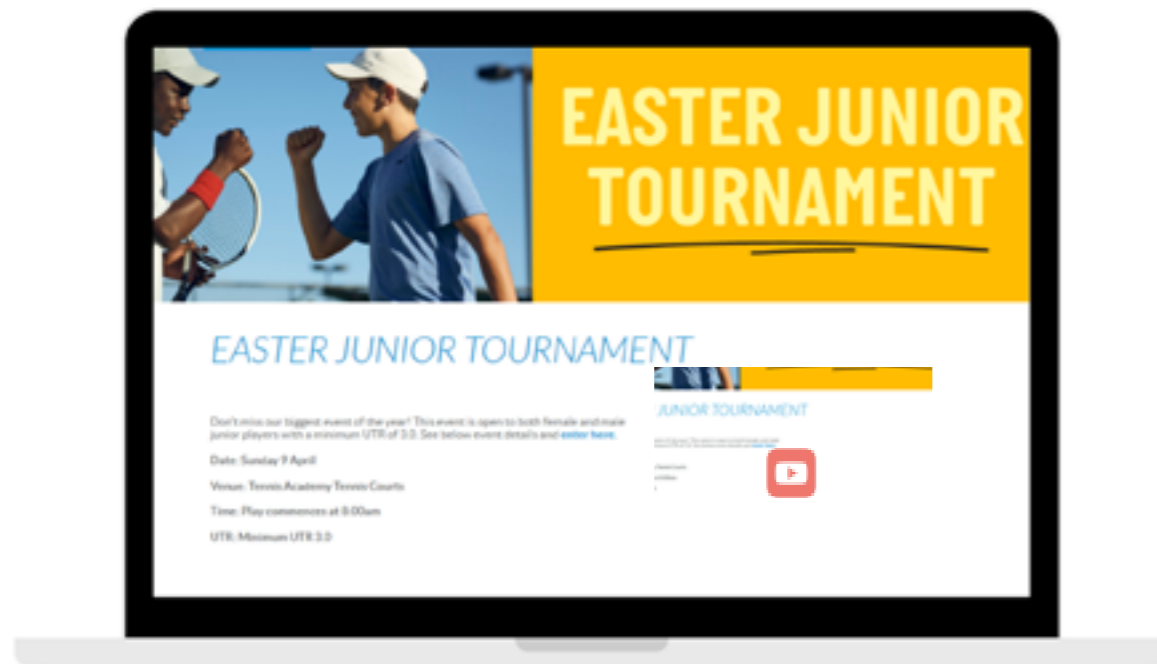 EASTER JUNIOR
TOURNAMENT
EASTER JUNIOR TOURNAMENT
Don't miss our biggest event of the year! This event is open to both female and male
junior players with a minimum UTR of 3.0. See below event details and enter here.
Date: Sunday 9 April
Venue: Tennis Academy Tennis Courts
Time: Play commences at 8:00am
UTR: Minimum UTR 3.0
JUNIOR TOURNAMENT